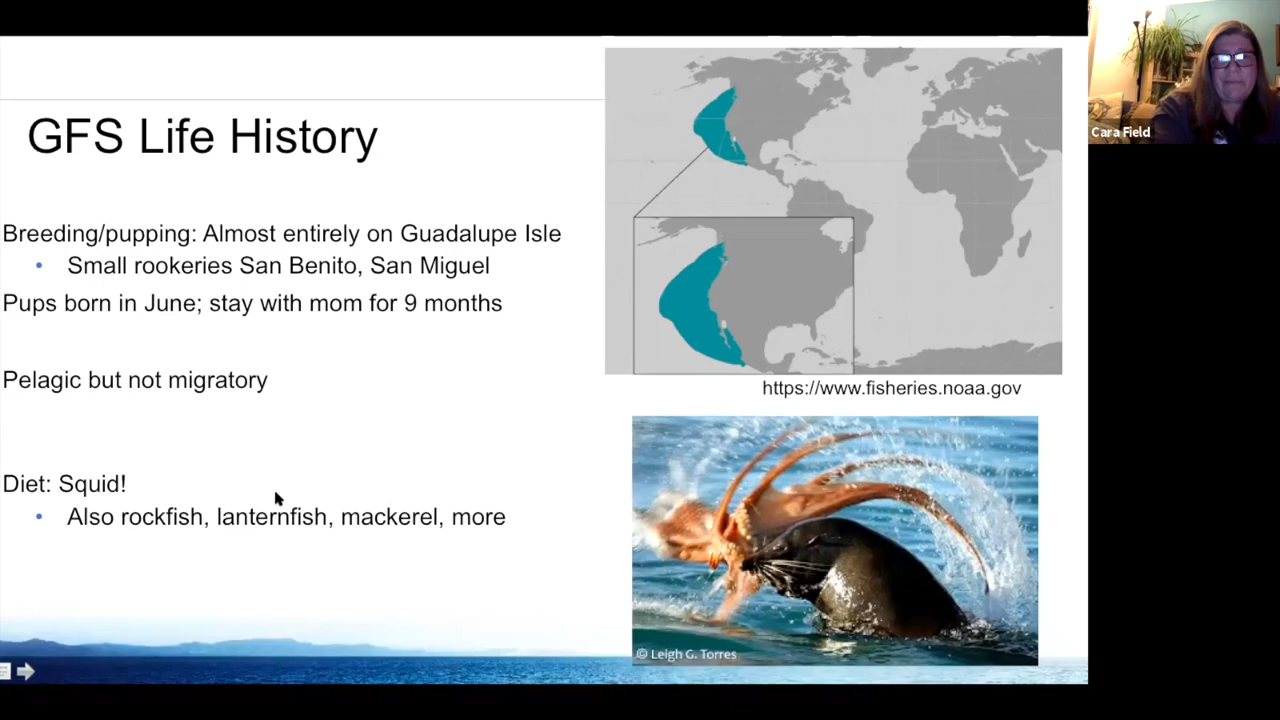 GFS Life History
Breeding/pupping: Almost entirely on Guadalupe Isle
• Small rookeries San Benito, San Miguel
Pups born in June; stay with mom for 9 months
Pelagic but not migratory
Diet: Squid!
• Also rockfish, lanternfish, mackerel, more
https://www.fisheries.noaa.gov
© Leigh G. Torres
Cara Field